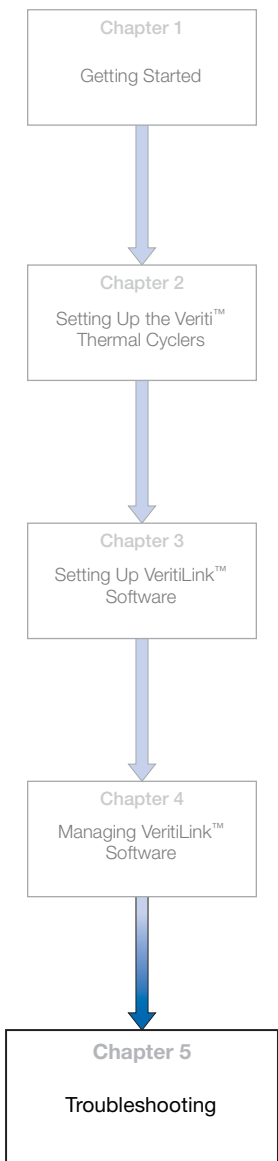 Chapter 1
Getting Started
Chapter 2
Setting Up the Veriti™
Thermal Cyclers
Chapter 3
Setting Up VeritiLink™
Software
Chapter 4
Managing VeritiLink™
Software
Chapter 5
Troubleshooting